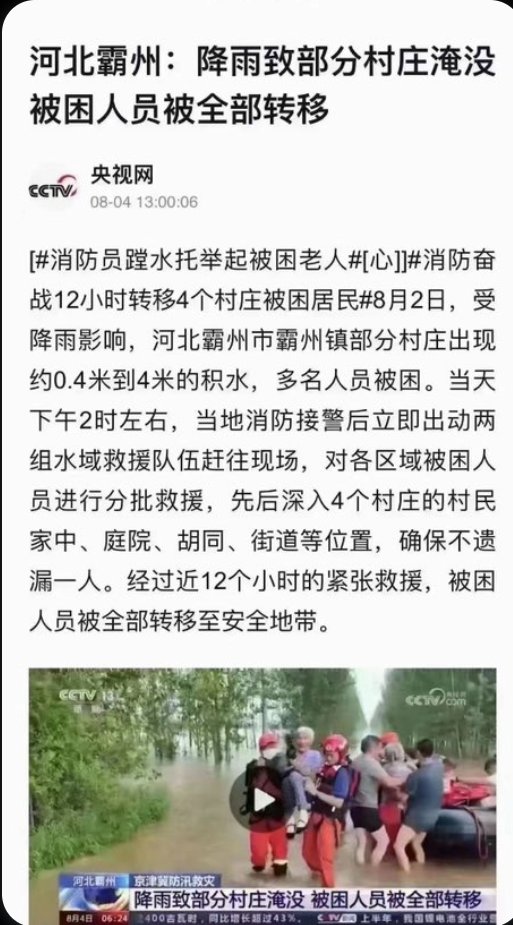 河北霸州：降雨致部分村庄淹没
被困人员被全部转移
CCTV
央视网
08-04 13:00:06
[#消防员蹚水托举起被困老人#[心]]#消防奋
战12小时转移4个村庄被困居民#8月2日，受
降雨影响，河北霸州市霸州镇部分村庄出现
约0.4米到4米的积水，多名人员被困。当天
下午2时左右，当地消防接警后立即出动两
组水域救援队伍赶往现场，对各区域被困人
员进行分批救援，先后深入4个村庄的村民
家中、庭院、胡同、街道等位置，确保不遗
漏一人。经过近12个小时的紧张救援，被困
人员被全部转移至安全地带。
CCTV 13
CCTV com
河北霸州 京津冀防汛救灾
降雨致部分村庄淹没 被困人员被全部转移
8月4日 06:24 400吉瓦时，同比增长超过43%。 CCTV 上半年，我国锂电池全行业